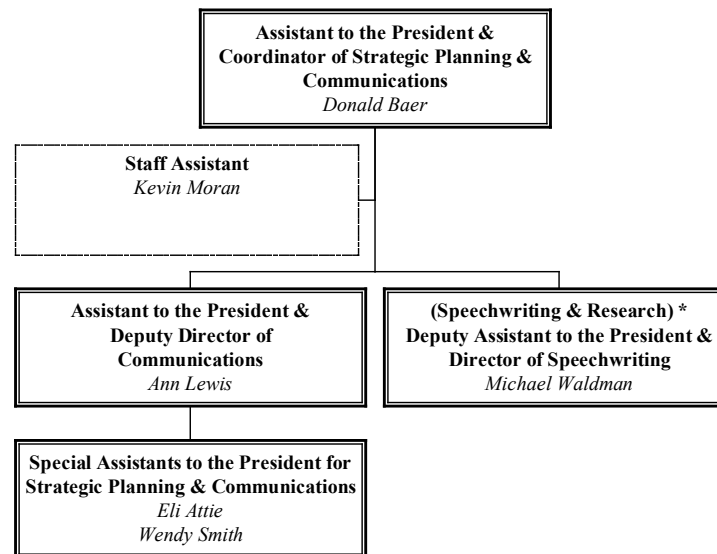 Assistant to the President &
Coordinator of Strategic Planning &
Communications
Donald Baer
Staff Assistant
Kevin Moran
Assistant to the President &
Deputy Director of
Communications
Ann Lewis
(Speechwriting & Research) *
Deputy Assistant to the President &
Director of Speechwriting
Michael Waldman
Special Assistants to the President for
Strategic Planning & Communications
Eli Attie
Wendy Smith